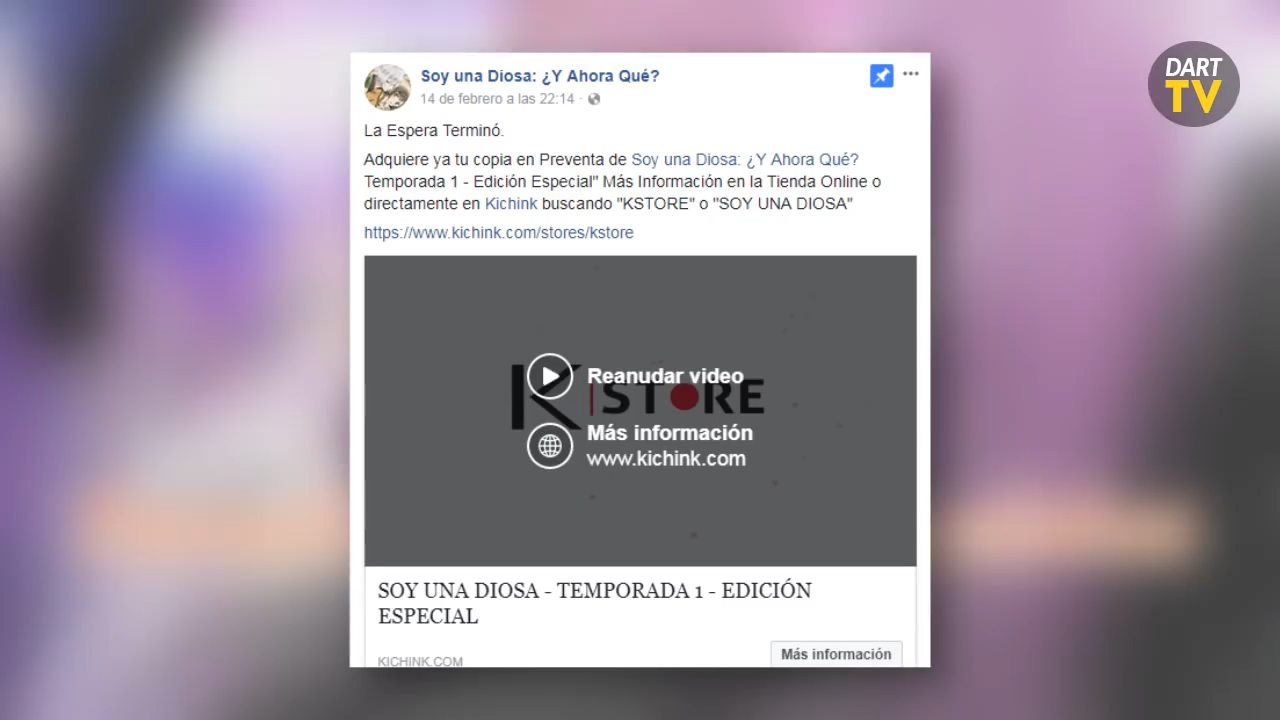 DART
TV
Soy una Diosa: ¿Y Ahora Qué?
14 de febrero a las 22:14 ·
La Espera Terminó.
Adquiere ya tu copia en Preventa de Soy una Diosa: ¿Y Ahora Qué?
Temporada 1 - Edición Especial" Más Información en la Tienda Online o
directamente en Kichink buscando "KSTORE" o "SOY UNA DIOSA"
https://www.kichink.com/stores/kstore
Reanudar video
K STORE
Más información
www.kichink.com
SOY UNA DIOSA - TEMPORADA 1 - EDICIÓN
ESPECIAL
Más información
KICHINK.COM